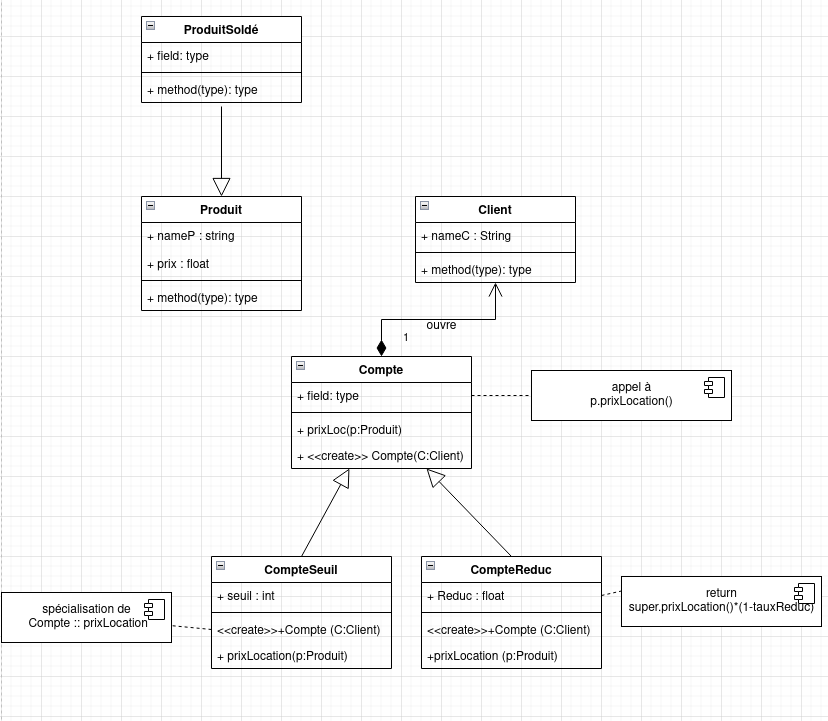 ProduitSoldé
+ field: type
+ method(type): type
Produit
+ nameP : string
+ prix : float
+ method(type): type
Client
+ nameC : String
+ method(type): type
ouvre
1
Compte
+ field: type
+ prixLoc(p:Produit)
+ <<create>> Compte(C:Client)
appel à
p.prixLocation()
CompteSeuil
+ seuil : int
<<create>>+Compte (C:Client)
+ prixLocation(p:Produit)
CompteReduc
+ Reduc : float
<<create>>+Compte (C:Client)
+prixLocation (p:Produit)
spécialisation de
Compte :: prixLocation
return
super.prixLocation()*(1-tauxReduc)